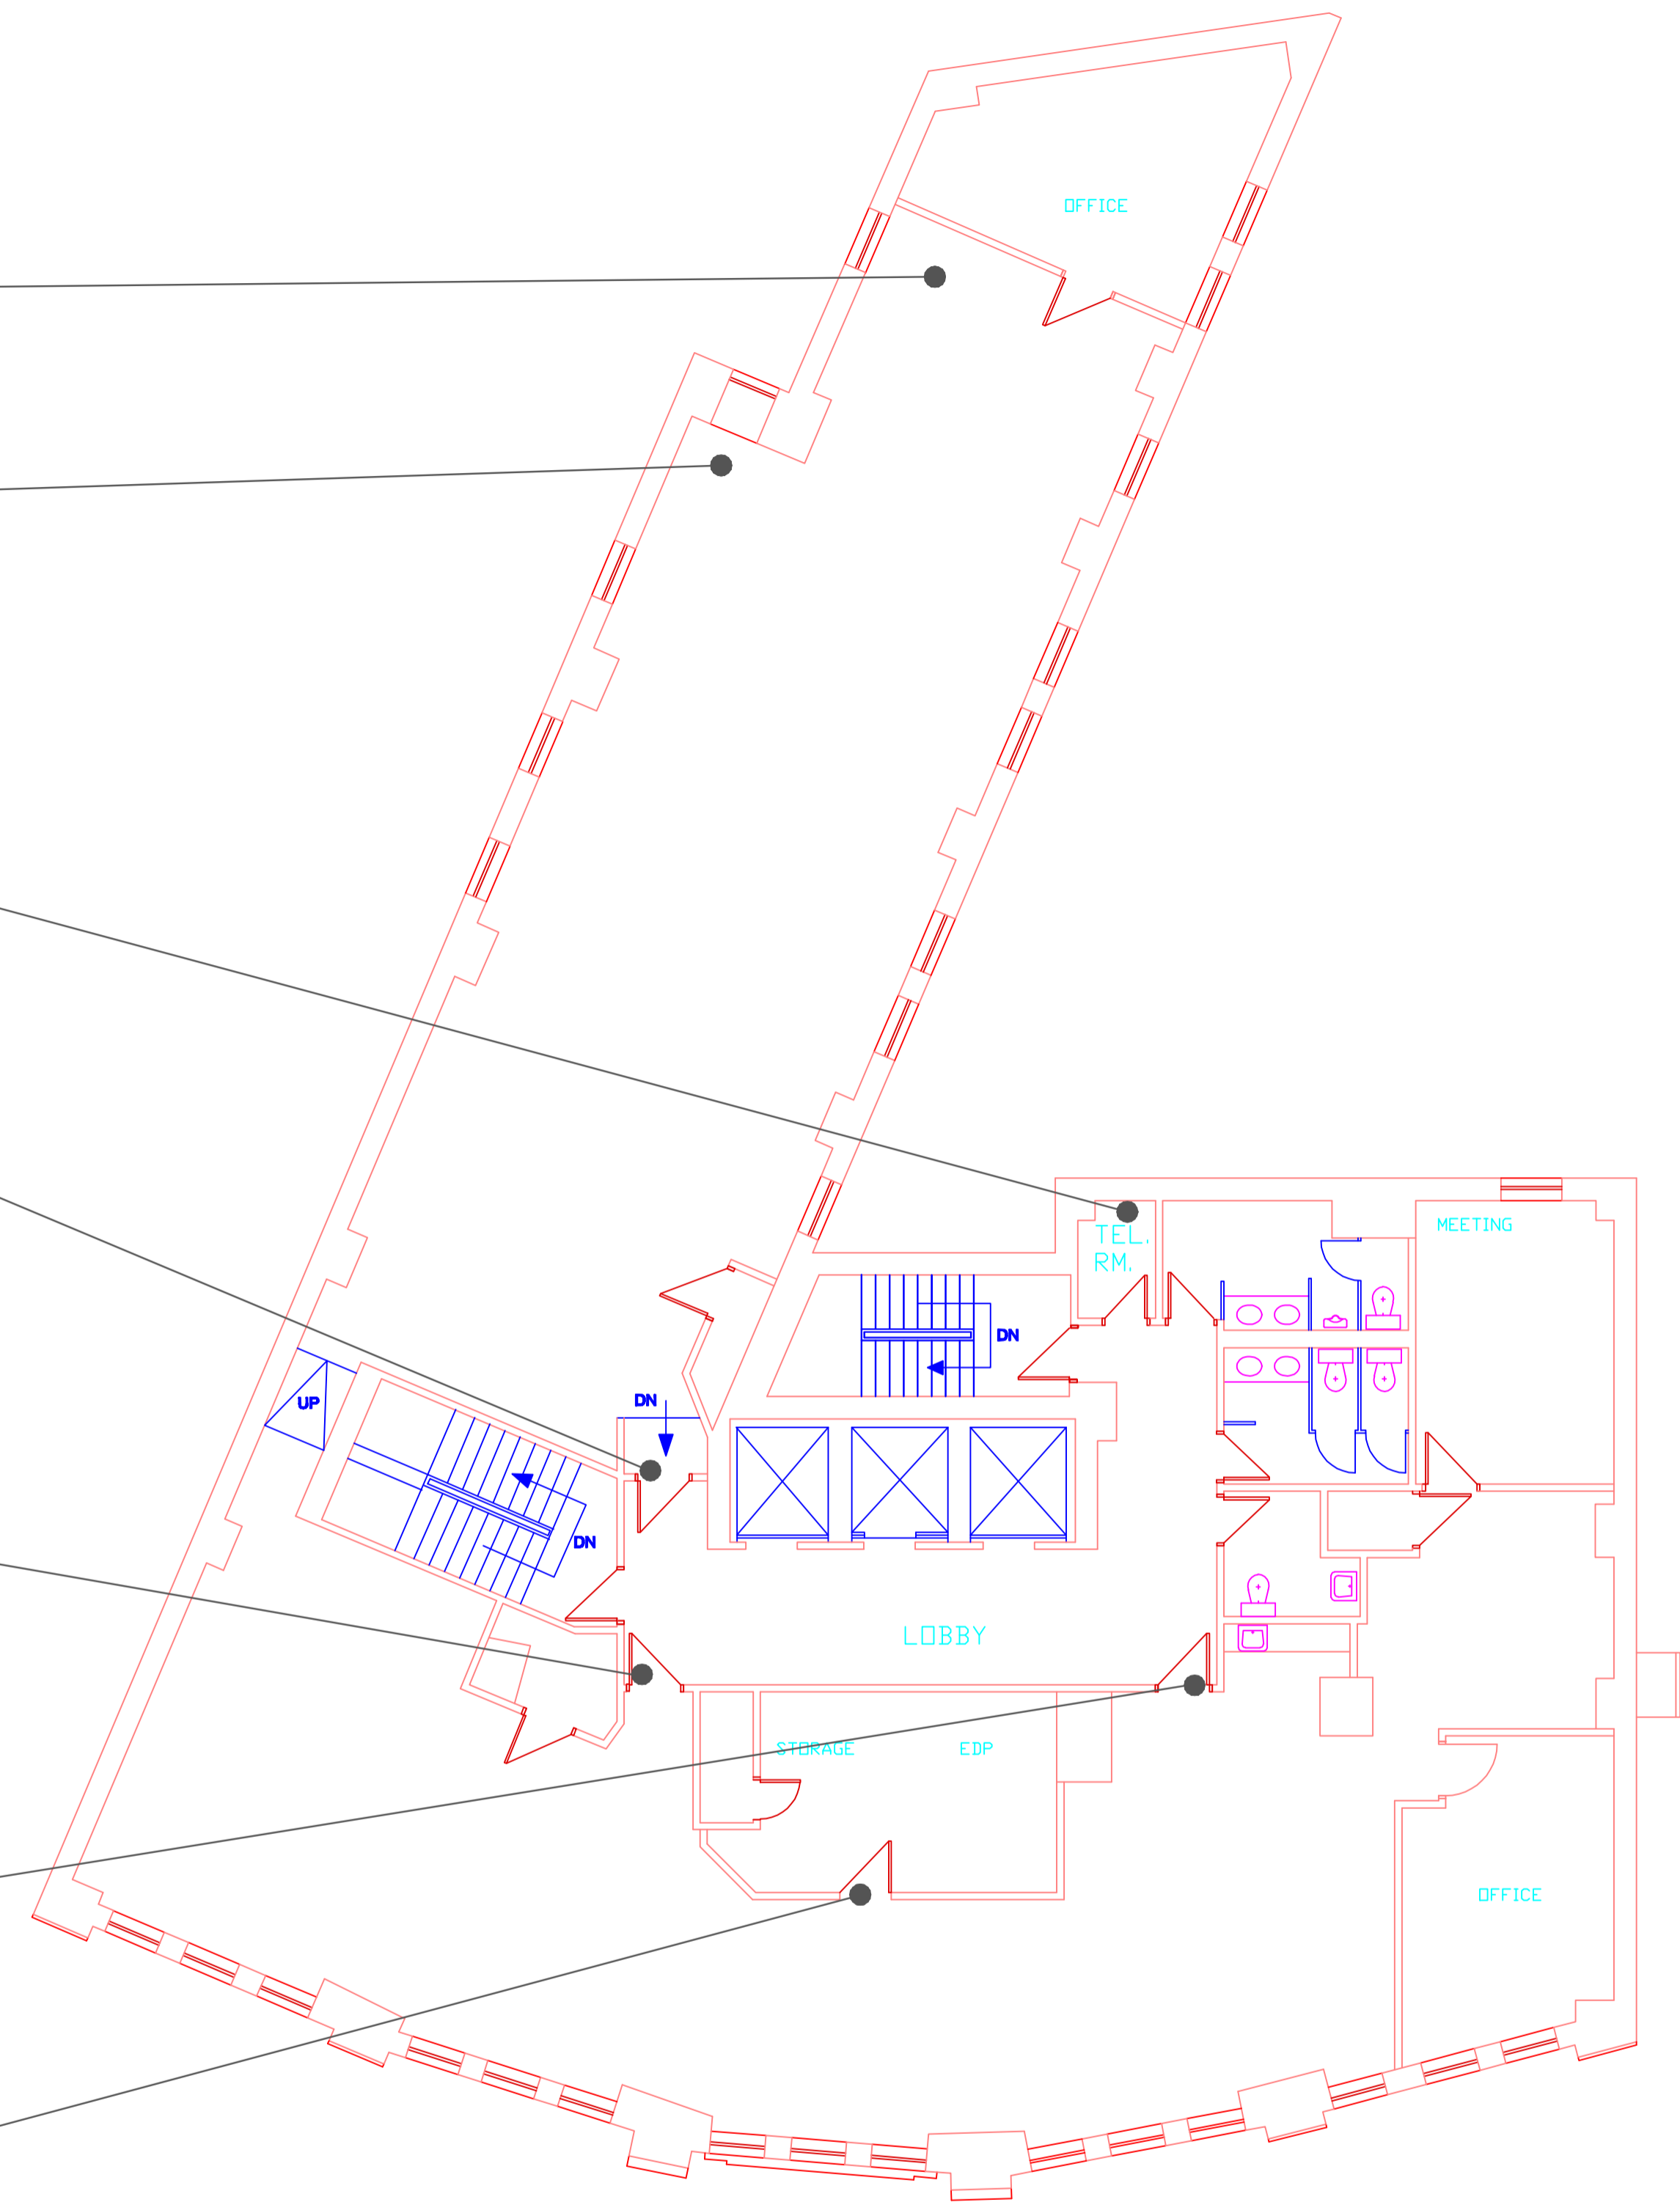 OFFICE
TEL.
RM.
MEETING
DN
DN
UP
DN
LOBBY
STORAGE
EDP
OFFICE